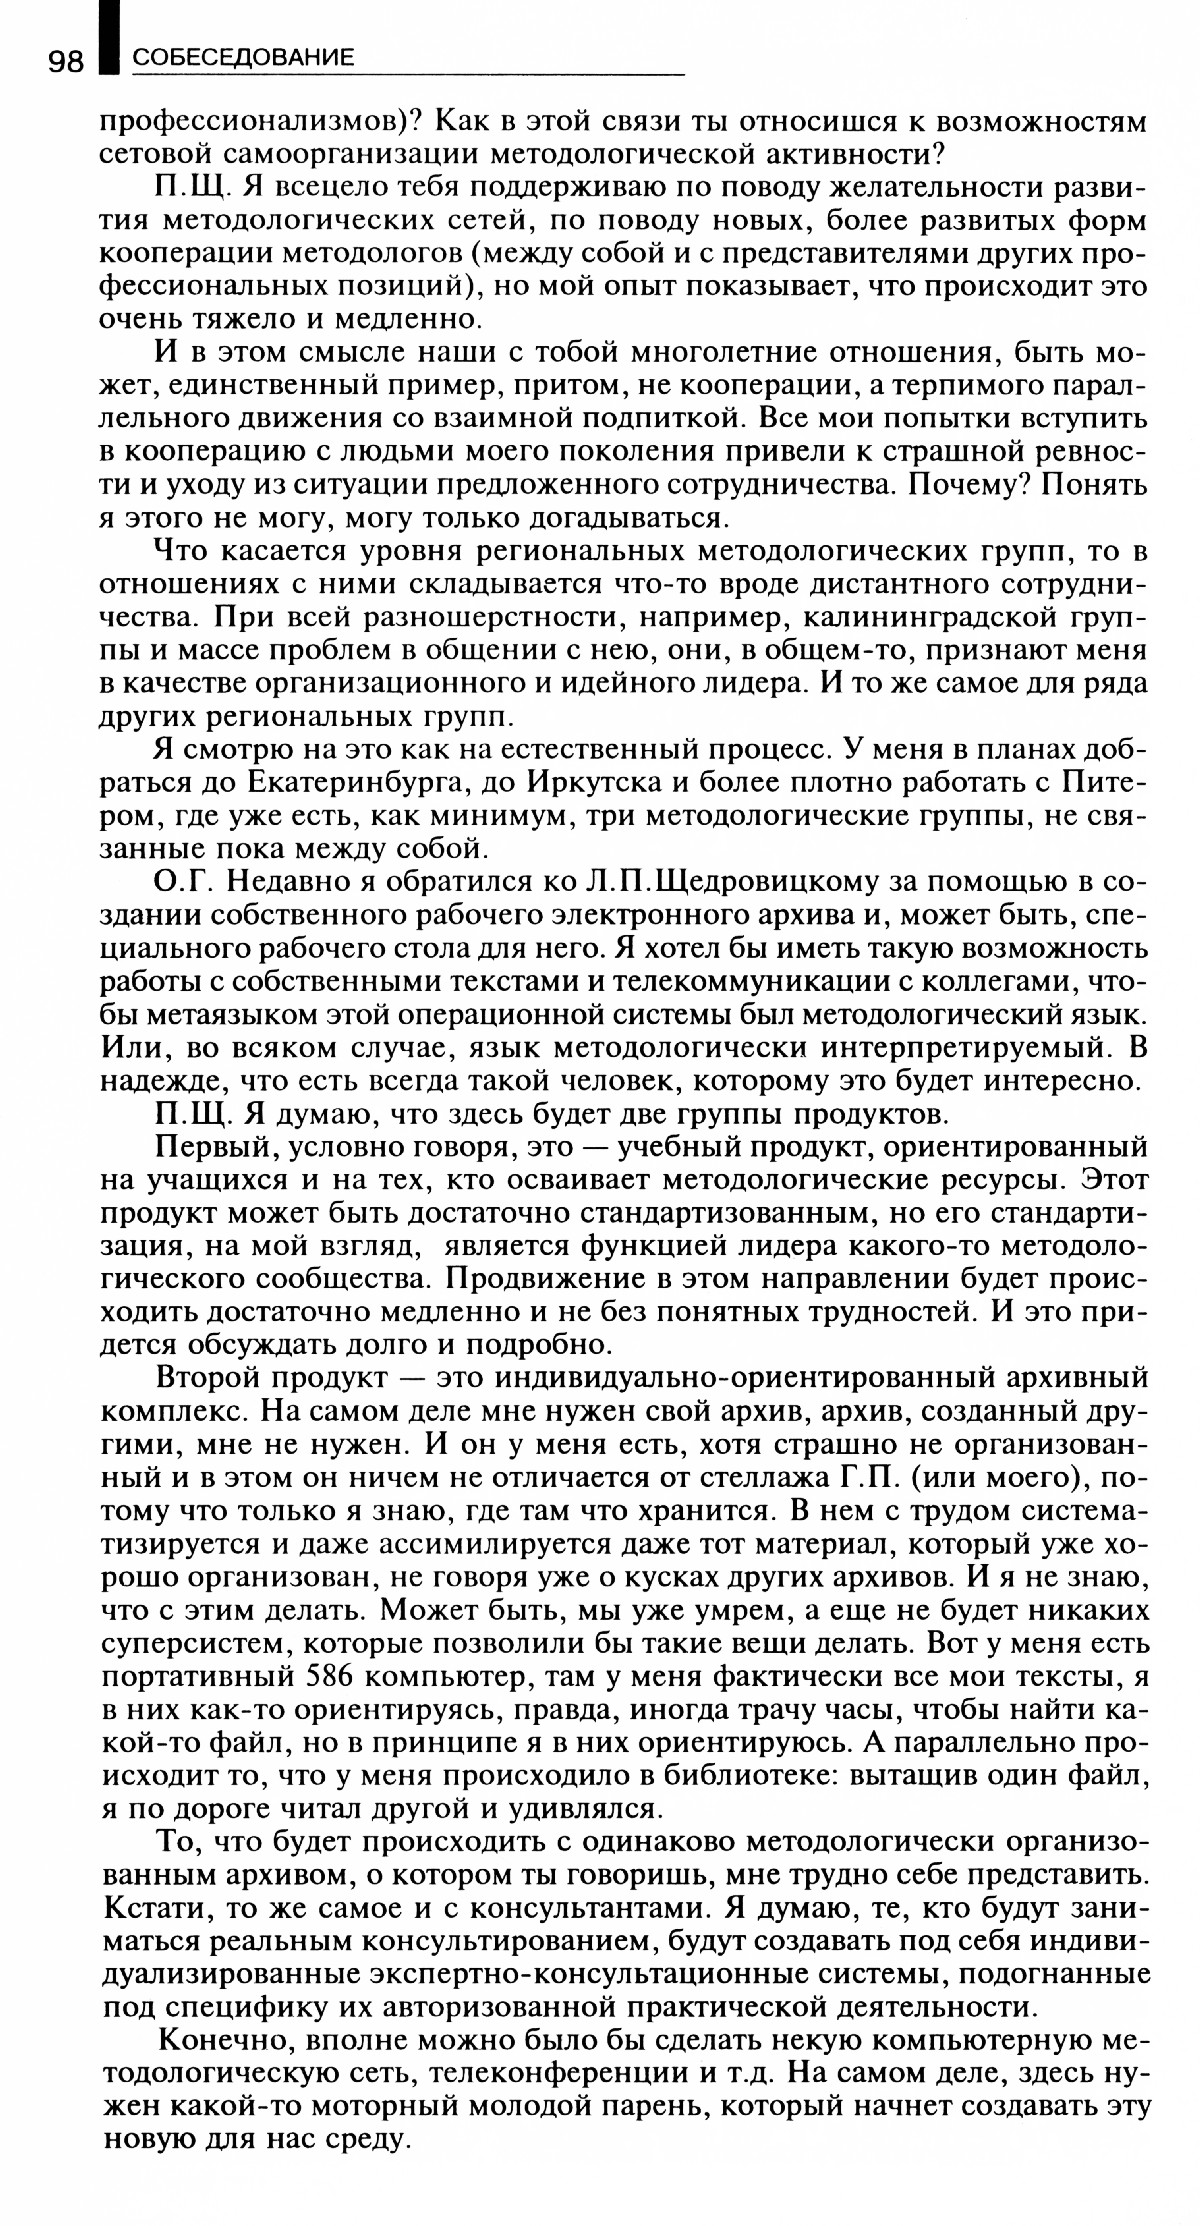 98 СОБЕСЕДОВАНИЕ
профессионализмов)? Как в этой связи ты относишся к возможностям
сетовой самоорганизации методологической активности?
П.Щ. Я всецело тебя поддерживаю по поводу желательности разви-
тия методологических сетей, по поводу новых, более развитых форм
кооперации методологов (между собой и с представителями других про-
фессиональных позиций), но мой опыт показывает, что происходит это
очень тяжело и медленно.
И в этом смысле наши с тобой многолетние отношения, быть мо-
жет, единственный пример, притом, не кооперации, а терпимого парал-
лельного движения со взаимной подпиткой. Все мои попытки вступить
в кооперацию с людьми моего поколения привели к страшной ревнос-
ти и уходу из ситуации предложенного сотрудничества. Почему? Понять
я этого не могу, могу только догадываться.
Что касается уровня региональных методологических групп, то в
отношениях с ними складывается что-то вроде дистантного сотрудни-
чества. При всей разношерстности, например, калининградской груп-
пы и массе проблем в общении с нею, они, в общем-то, признают меня
в качестве организационного и идейного лидера. И то же самое для ряда
других региональных групп.
Я смотрю на это как на естественный процесс. У меня в планах доб-
раться до Екатеринбурга, до Иркутска и более плотно работать с Пите-
ром, где уже есть, как минимум, три методологические группы, не свя-
занные пока между собой.
О.Г. Недавно я обратился ко Л.П.Щедровицкому за помощью в со-
здании собственного рабочего электронного архива и, может быть, спе-
циального рабочего стола для него. Я хотел бы иметь такую возможность
работы с собственными текстами и телекоммуникации с коллегами, что-
бы метаязыком этой операционной системы был методологический язык.
Или, во всяком случае, язык методологически интерпретируемый. В
надежде, что есть всегда такой человек, которому это будет интересно.
П.Щ. Я думаю, что здесь будет две группы продуктов.
Первый, условно говоря, это — учебный продукт, ориентированный
на учащихся и на тех, кто осваивает методологические ресурсы. Этот
продукт может быть достаточно стандартизованным, но его стандарти-
зация, на мой взгляд, является функцией лидера какого-то методоло-
гического сообщества. Продвижение в этом направлении будет проис-
ходить достаточно медленно и не без понятных трудностей. И это при-
дется обсуждать долго и подробно.
Второй продукт — это индивидуально-ориентированный архивный
комплекс. На самом деле мне нужен свой архив, архив, созданный дру-
гими, мне не нужен. И он у меня есть, хотя страшно не организован-
ный и в этом он ничем не отличается от стеллажа Г.П. (или моего), по-
тому что только я знаю, где там что хранится. В нем с трудом система-
тизируется и даже ассимилируется даже тот материал, который уже хо-
рошо организован, не говоря уже о кусках других архивов. И я не знаю,
что с этим делать. Может быть, мы уже умрем, а еще не будет никаких
суперсистем, которые позволили бы такие вещи делать. Вот у меня есть
портативный 586 компьютер, там у меня фактически все мои тексты, я
в них как-то ориентируясь, правда, иногда трачу часы, чтобы найти ка-
кой-то файл, но в принципе я в них ориентируюсь. А параллельно про-
исходит то, что у меня происходило в библиотеке: вытащив один файл,
я по дороге читал другой и удивлялся.
То, что будет происходить с одинаково методологически организо-
ванным архивом, о котором ты говоришь, мне трудно себе представить.
Кстати, то же самое и с консультантами. Я думаю, те, кто будут зани-
маться реальным консультированием, будут создавать под себя индиви-
дуализированные экспертно-консультационные системы, подогнанные
под специфику их авторизованной практической деятельности.
Конечно, вполне можно было бы сделать некую компьютерную ме-
тодологическую сеть, телеконференции и т.д. На самом деле, здесь ну-
жен какой-то моторный молодой парень, который начнет создавать эту
новую для нас среду.